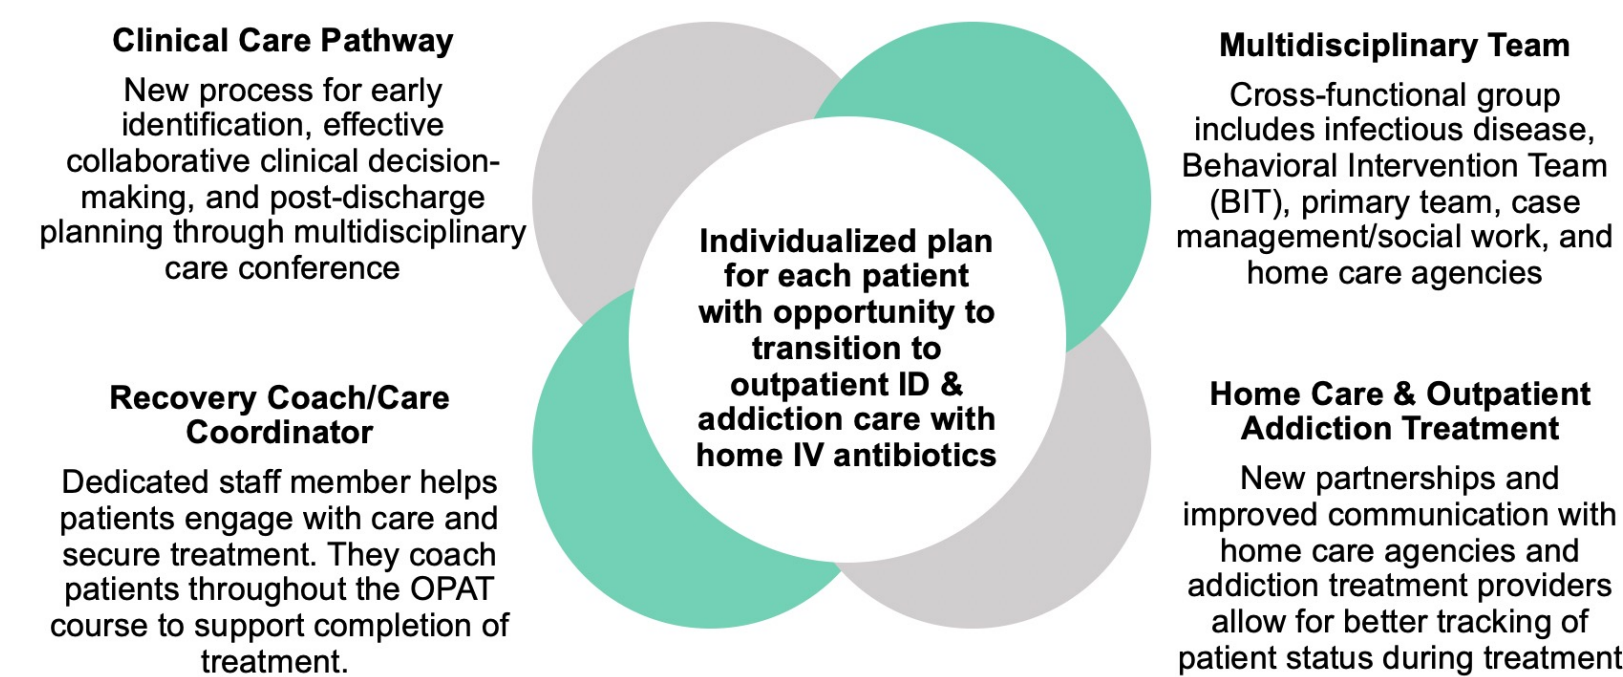 Clinical Care Pathway
New process for early
identification, effective
collaborative clinical decision-
making, and post-discharge
planning through multidisciplinary
care conference
Multidisciplinary Team
Cross-functional group
includes infectious disease,
Behavioral Intervention Team
(BIT), primary team, case
management/social work, and
home care agencies
Individualized plan
for each patient
with opportunity to
transition to
outpatient ID &
addiction care with
home IV antibiotics
Recovery Coach/Care
Coordinator
Dedicated staff member helps
patients engage with care and
secure treatment. They coach
patients throughout the OPAT
course to support completion of
treatment.
Home Care & Outpatient
Addiction Treatment
New partnerships and
improved communication with
home care agencies and
addiction treatment providers
allow for better tracking of
patient status during treatment